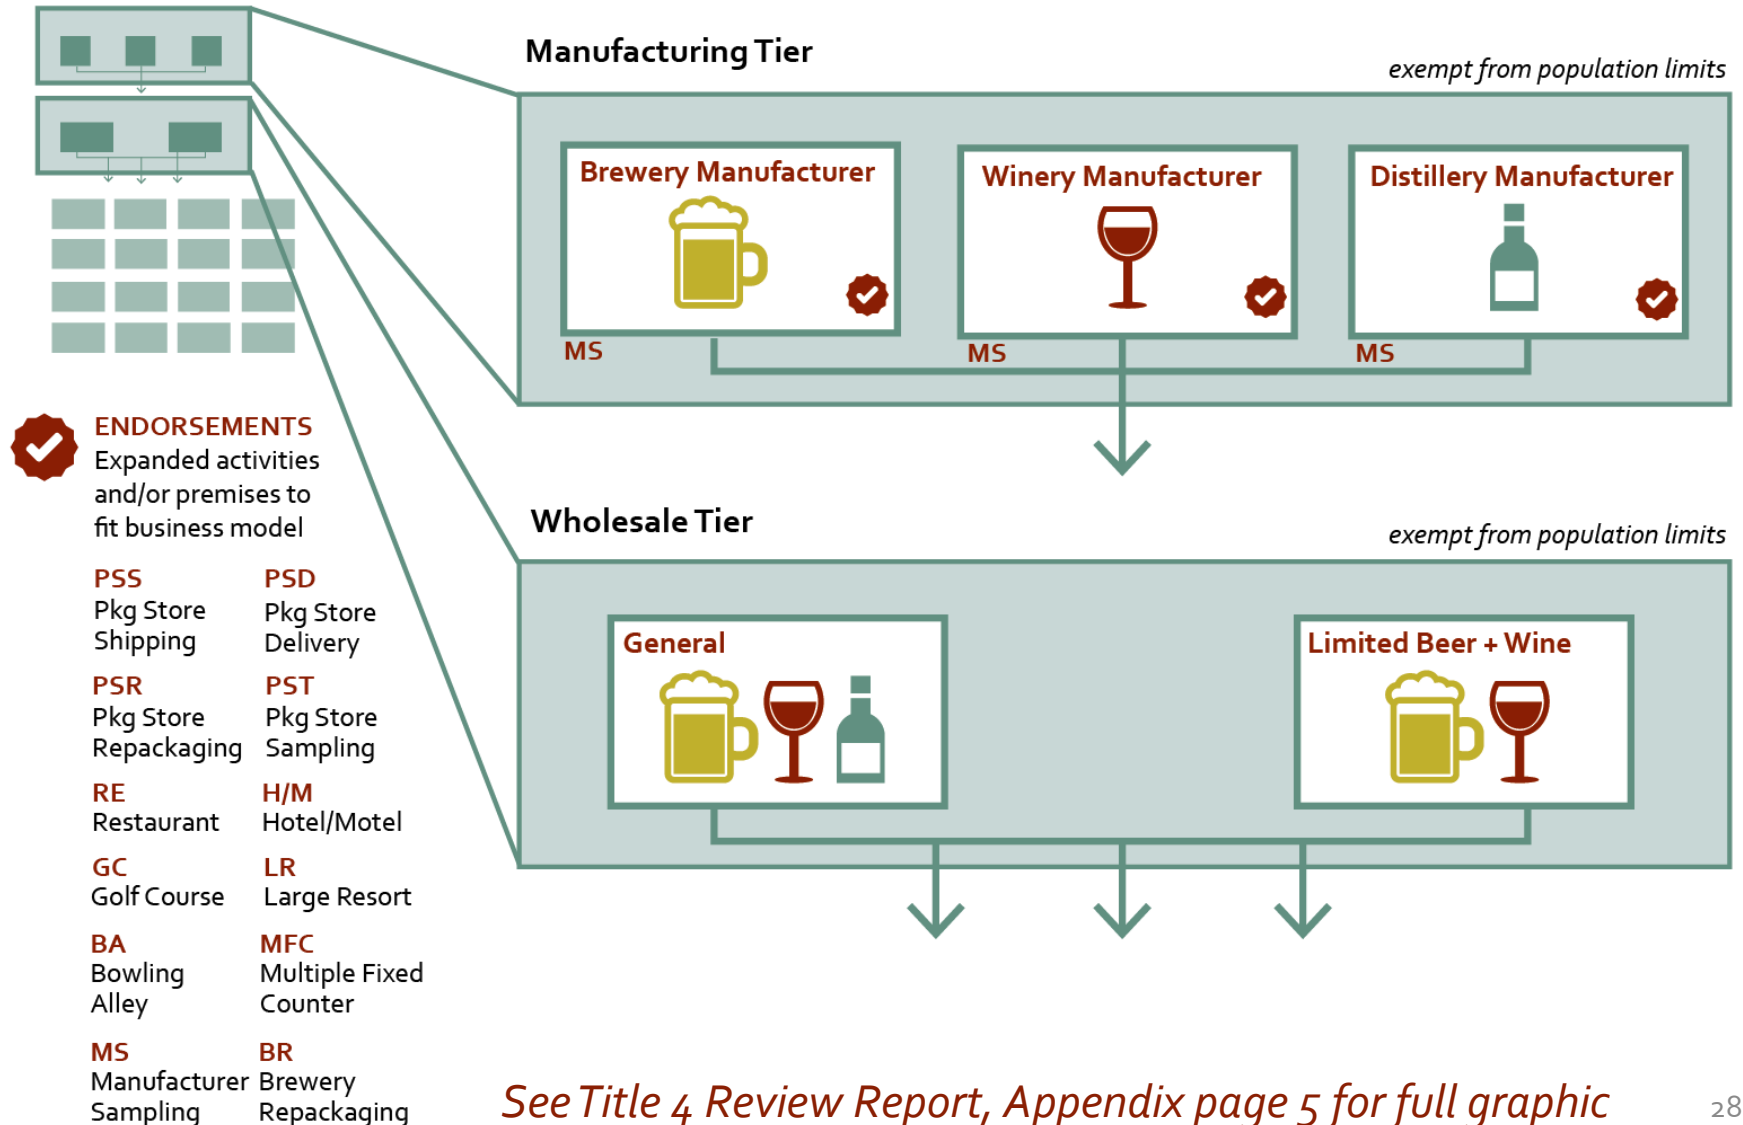 Manufacturing Tier
exempt from population limits
Brewery Manufacturer
Winery Manufacturer
Distillery Manufacturer
MS
MS
MS
ENDORSEMENTS
Expanded activities
and/or premises to
fit business model
PSS
Pkg Store
Shipping
PSD
Pkg Store
Delivery
PSR
Pkg Store
Repackaging
PST
Pkg Store
Sampling
RE
Restaurant
H/M
Hotel/Motel
GC
Golf Course
LR
Large Resort
BA
Bowling
Alley
MFC
Multiple Fixed
Counter
MS
Manufacturer
Sampling
BR
Brewery
Repackaging
Wholesale Tier
exempt from population limits
General
Limited Beer + Wine
See Title 4 Review Report, Appendix page 5 for full graphic
28